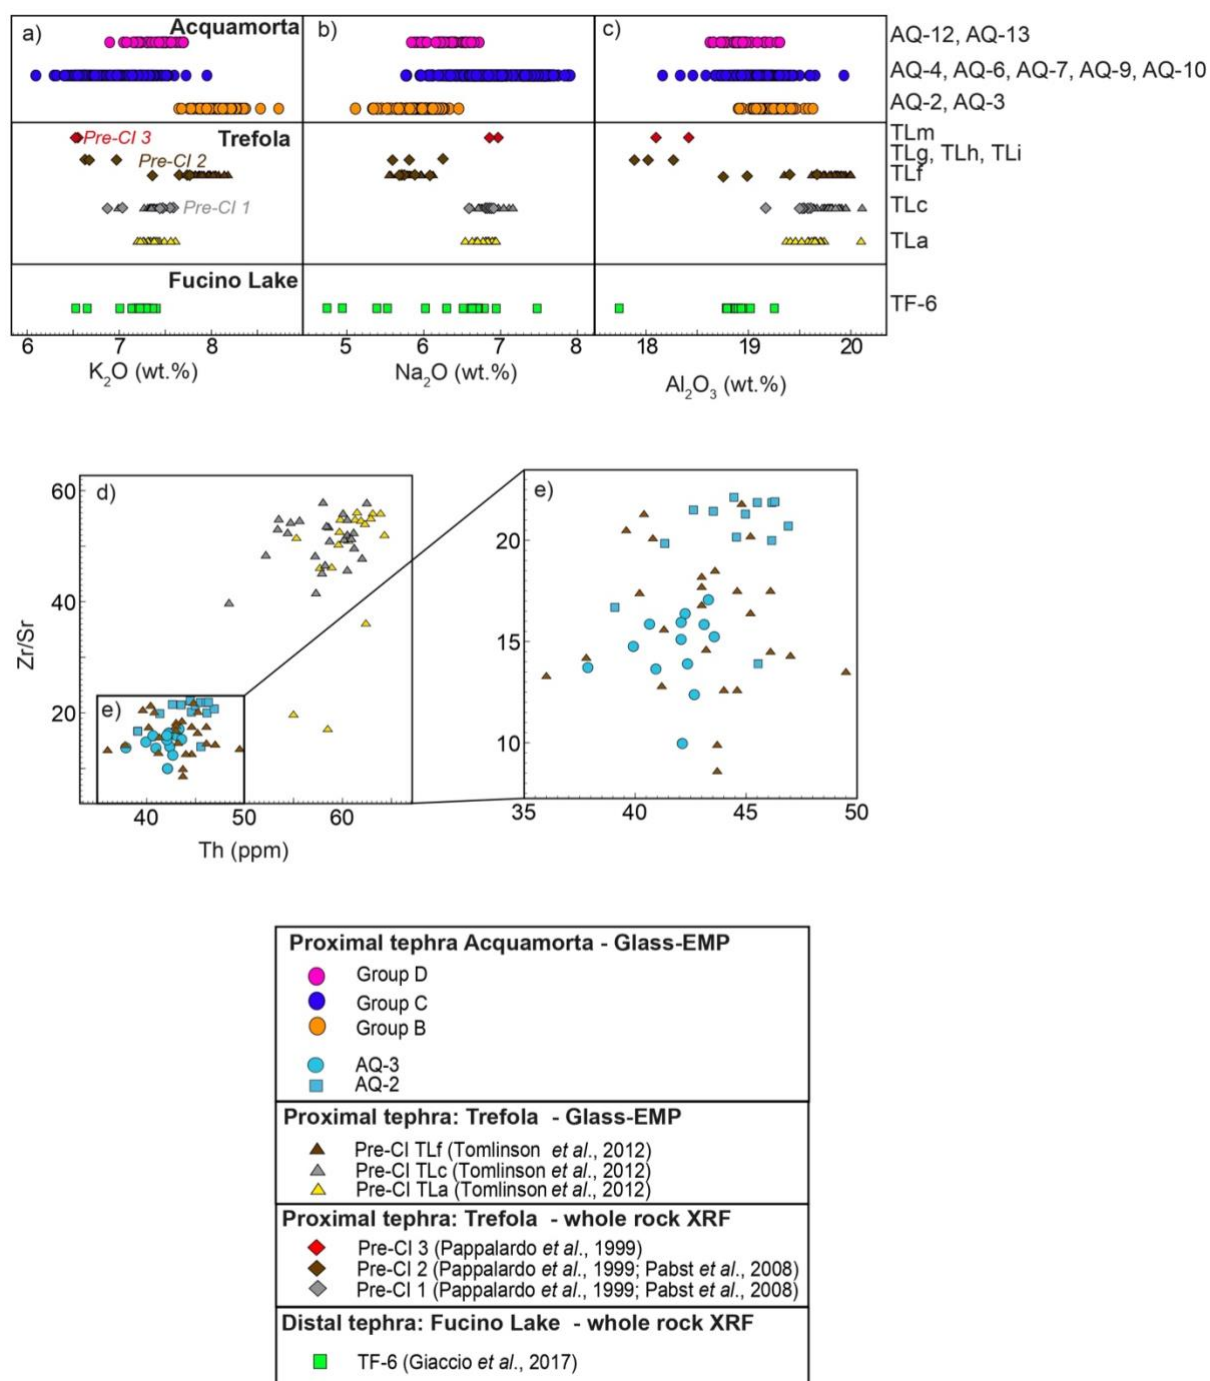 a) Acquamorta b) c) AQ-12, AQ-13
AQ-4, AQ-6, AQ-7, AQ-9, AQ-10
AQ-2, AQ-3
Pre-CI 3 Trefola TLm
Pre-CI 2 TLg, TLh, TLi
TLf
Pre-CI 1 TLc
TLa
Fucino Lake
TF-6
6 7 8 5 6 7 8 18 19 20
K₂O (wt.%) Na₂O (wt.%) Al₂O₃ (wt.%)
60 d) e)
20
40
Zr/Sr
15
20 e)
10
40 50 60 35 40 45 50
Th (ppm)
Proximal tephra Acquamorta - Glass-EMP
Group D
Group C
Group B
AQ-3
AQ-2
Proximal tephra: Trefola - Glass-EMP
Pre-CI TLf (Tomlinson et al., 2012)
Pre-CI TLc (Tomlinson et al., 2012)
Pre-CI TLa (Tomlinson et al., 2012)
Proximal tephra: Trefola - whole rock XRF
Pre-CI 3 (Pappalardo et al., 1999)
Pre-CI 2 (Pappalardo et al., 1999; Pabst et al., 2008)
Pre-CI 1 (Pappalardo et al., 1999; Pabst et al., 2008)
Distal tephra: Fucino Lake - whole rock XRF
TF-6 (Giaccio et al., 2017)